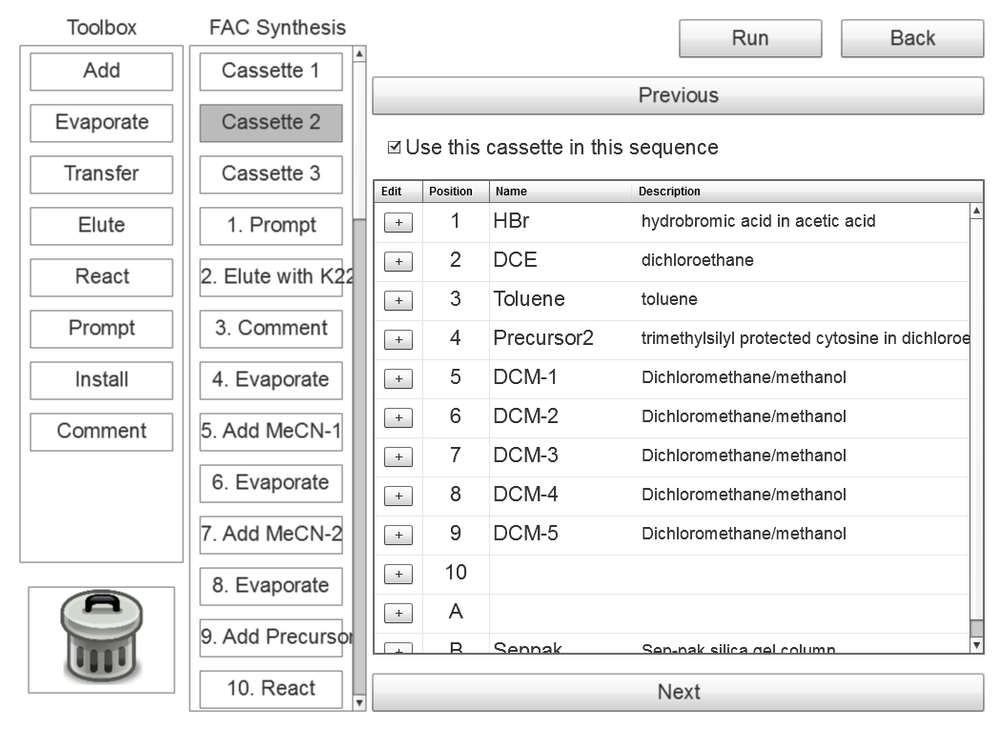 Toolbox
Add
Evaporate
Transfer
Elute
React
Prompt
Install
Comment
FAC Synthesis
Cassette 1
Cassette 2
Cassette 3
1. Prompt
2. Elute with K22
3. Comment
4. Evaporate
5. Add MeCN-1
6. Evaporate
7. Add MeCN-2
8. Evaporate
9. Add Precursor
10. React
Run Back
Previous
Use this cassette in this sequence
Edit Position Name Description
+ 1 HBr hydrobromic acid in acetic acid
+ 2 DCE dichloroethane
+ 3 Toluene toluene
+ 4 Precursor2 trimethylsilyl protected cytosine in dichloroe
+ 5 DCM-1 Dichloromethane/methanol
+ 6 DCM-2 Dichloromethane/methanol
+ 7 DCM-3 Dichloromethane/methanol
+ 8 DCM-4 Dichloromethane/methanol
+ 9 DCM-5 Dichloromethane/methanol
+ 10
+ A
+ B Seppak Sep-pak silica gel column
Next